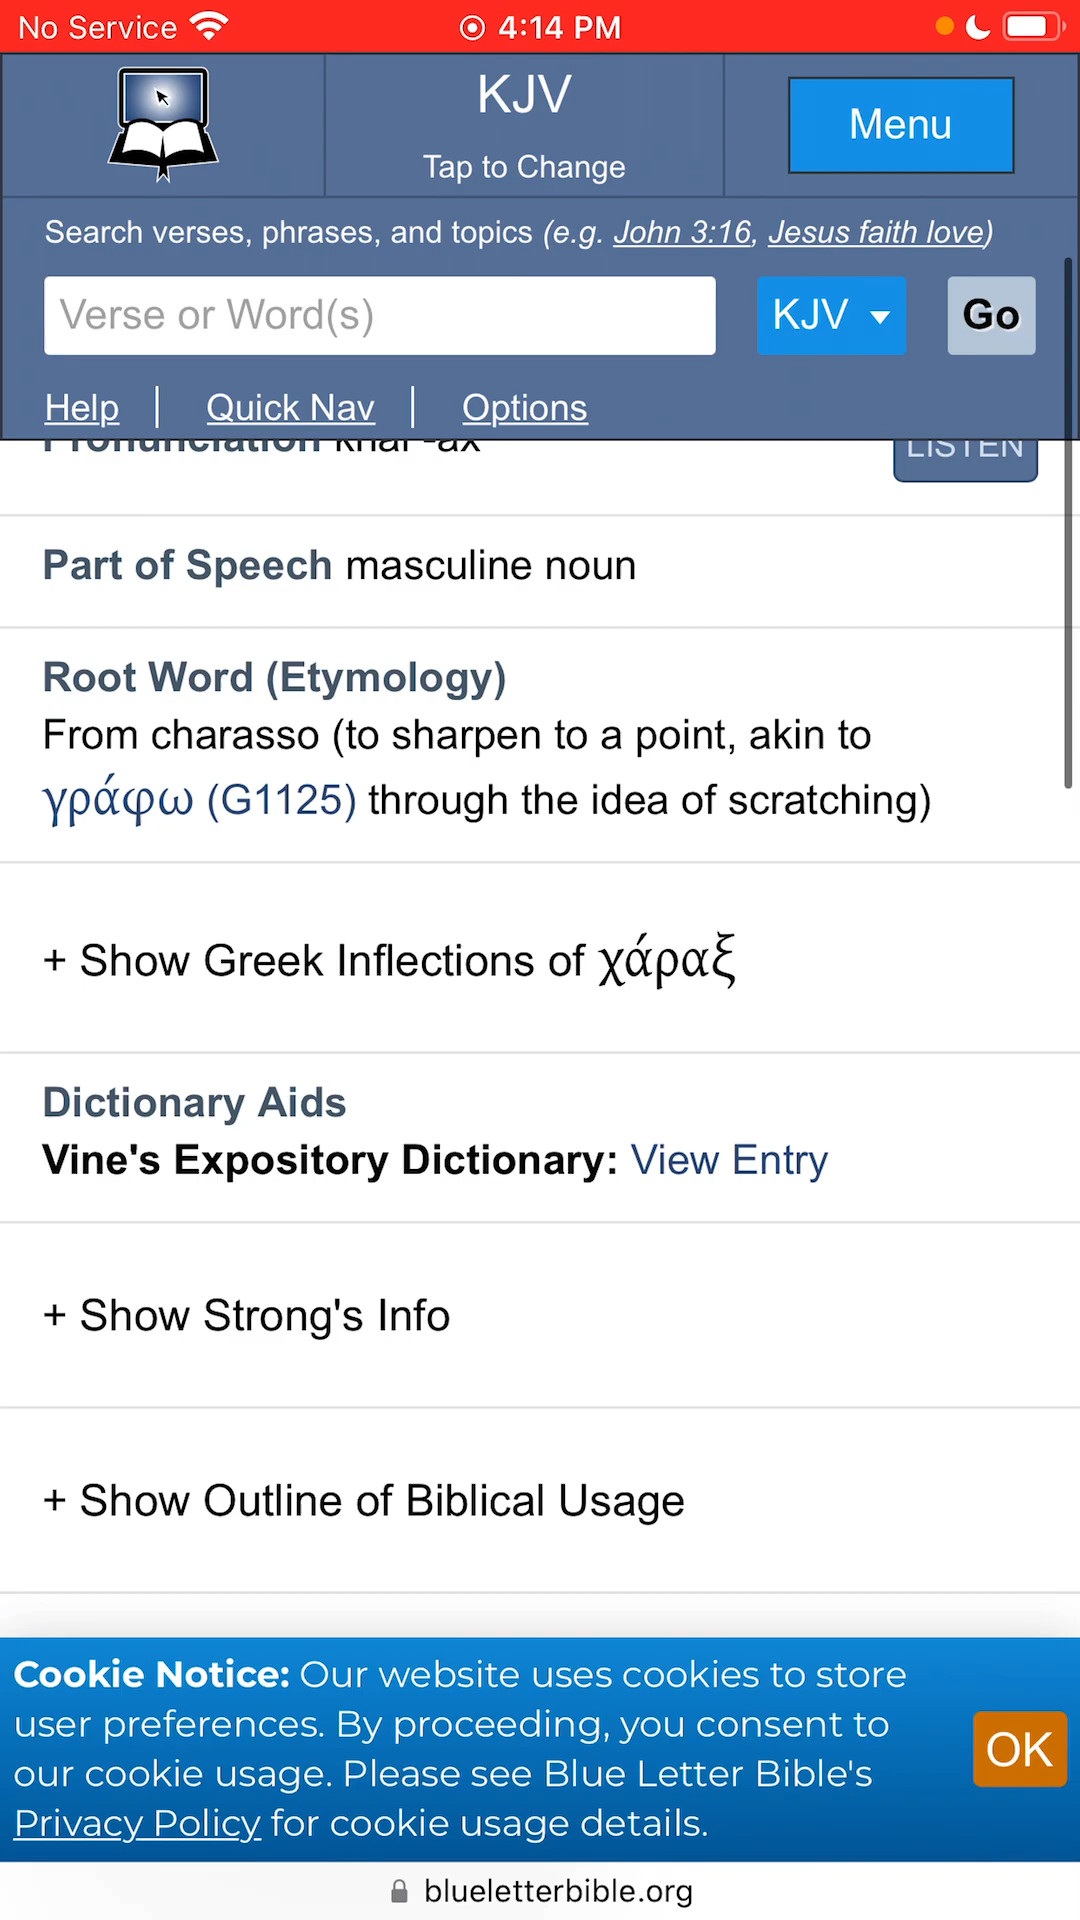 No Service 4:14 PM
KJV
Tap to Change
Menu
Search verses, phrases, and topics (e.g. John 3:16, Jesus faith love)
Verse or Word(s) KJV Go
Help | Quick Nav | Options
Pronunciation khar'-ax LISTEN
Part of Speech masculine noun
Root Word (Etymology)
From charasso (to sharpen to a point, akin to
γράφω (G1125) through the idea of scratching)
+ Show Greek Inflections of χάραξ
Dictionary Aids
Vine's Expository Dictionary: View Entry
+ Show Strong's Info
+ Show Outline of Biblical Usage
Cookie Notice: Our website uses cookies to store
user preferences. By proceeding, you consent to
our cookie usage. Please see Blue Letter Bible's
Privacy Policy for cookie usage details.
OK
blueletterbible.org